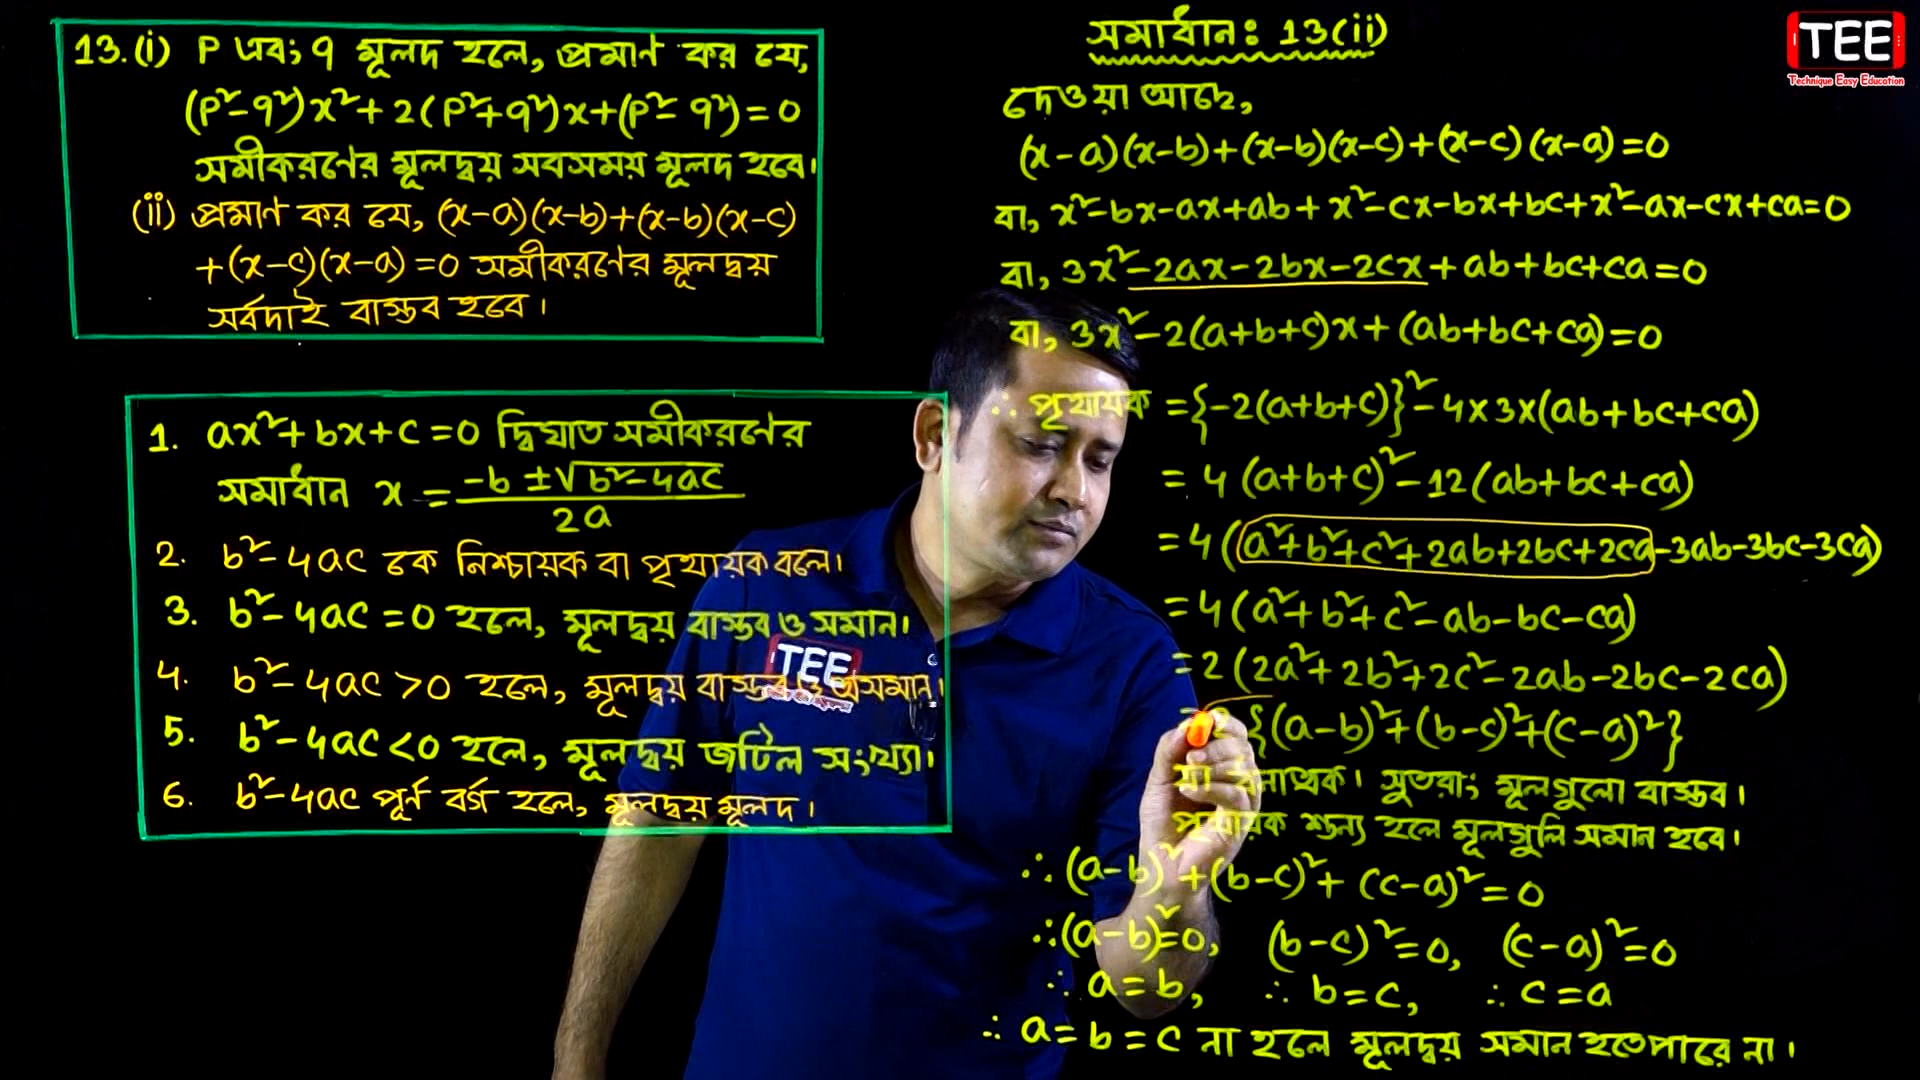 13.(i) P এবং q মূলদ হলে, প্রমাণ কর যে,
(P²-q²)x²+2(P²+q²)x+(P²-q²)=0
সমীকরণের মূলদ্বয় সবসময় মূলদ হবে।
(ii) প্রমাণ কর যে, (x-a)(x-b)+(x-b)(x-c)
+(x-c)(x-a)=0 সমীকরণের মূলদ্বয়
সর্বদাই বাস্তব হবে।
1. ax²+bx+c=0 দ্বিঘাত সমীকরণের
সমাধান x = (-b ±√(b²-4ac))/2a
2. b²-4ac কে নিশ্চায়ক বা পৃথায়ক বলে।
3. b²-4ac=0 হলে, মূলদ্বয় বাস্তব ও সমান।
4. b²-4ac>0 হলে, মূলদ্বয় বাস্তব ও অসমান।
5. b²-4ac<0 হলে, মূলদ্বয় জটিল সংখ্যা।
6. b²-4ac পূর্ণ বর্গ হলে, মূলদ্বয় মূলদ।
সমাধান: 13(ii)
দেওয়া আছে,
(x-a)(x-b)+(x-b)(x-c)+(x-c)(x-a)=0
বা, x²-bx-ax+ab+x²-cx-bx+bc+x²-ax-cx+ca=0
বা, 3x²-2ax-2bx-2cx+ab+bc+ca=0
বা, 3x²-2(a+b+c)x+(ab+bc+ca)=0
∴ পৃথায়ক ={-2(a+b+c)}²-4x3x(ab+bc+ca)
= 4(a+b+c)²-12(ab+bc+ca)
=4(a²+b²+c²+2ab+2bc+2ca-3ab-3bc-3ca)
=4(a²+b²+c²-ab-bc-ca)
=2(2a²+2b²+2c²-2ab-2bc-2ca)
=2{(a-b)²+(b-c)²+(c-a)²}
যা ধনাত্মক। সুতরাং মূলগুলো বাস্তব।
পৃথায়ক শুন্য হলে মূলগুলি সমান হবে।
∴ (a-b)²+(b-c)²+(c-a)²=0
∴(a-b)²=0, (b-c)²=0, (c-a)²=0
∴ a=b, ∴ b=c, ∴ c=a
∴ a=b=c না হলে মূলদ্বয় সমান হতে পারে না।
TEE
Technique Easy Education
TEE